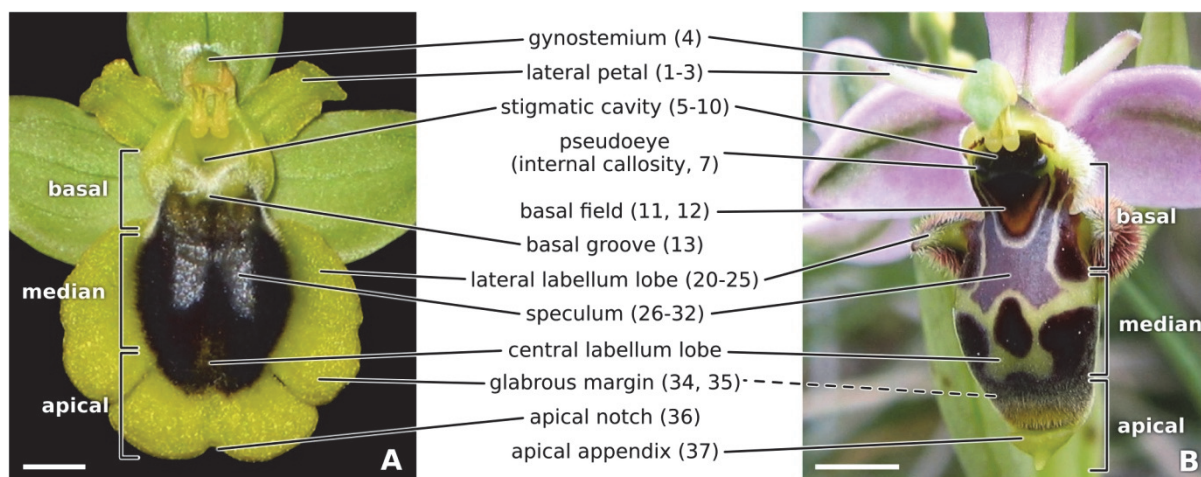 gynostemium (4)
lateral petal (1-3)
stigmatic cavity (5-10)
pseudoeye
(internal callosity, 7)
basal field (11, 12)
basal groove (13)
lateral labellum lobe (20-25)
speculum (26-32)
central labellum lobe
glabrous margin (34, 35)
apical notch (36)
apical appendix (37)
basal
median
apical
A
basal
median
apical
B